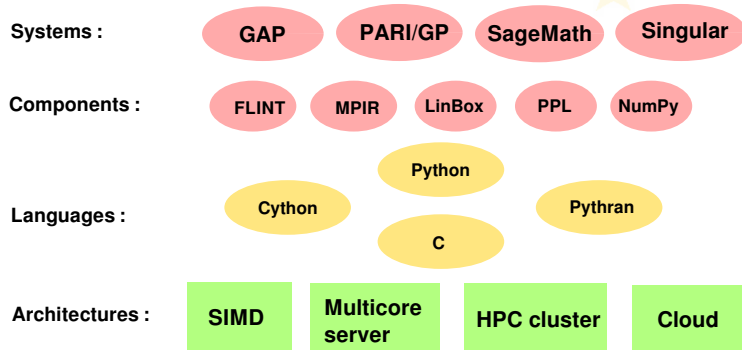 Systems : GAP PARI/GP SageMath Singular
Components : FLINT MPIR LinBox PPL NumPy
Python
Languages : Cython Pythran
C
Architectures : SIMD Multicore server HPC cluster Cloud